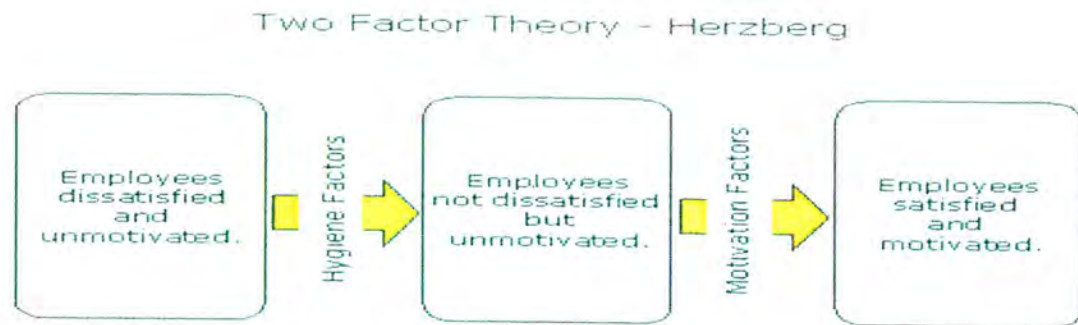 Two Factor Theory - Herzberg
Employees
dissatisfied
and
unmotivated.
Hygiene Factors
Employees
not dissatisfied
but
unmotivated.
Motivation Factors
Employees
satisfied
and
motivated.